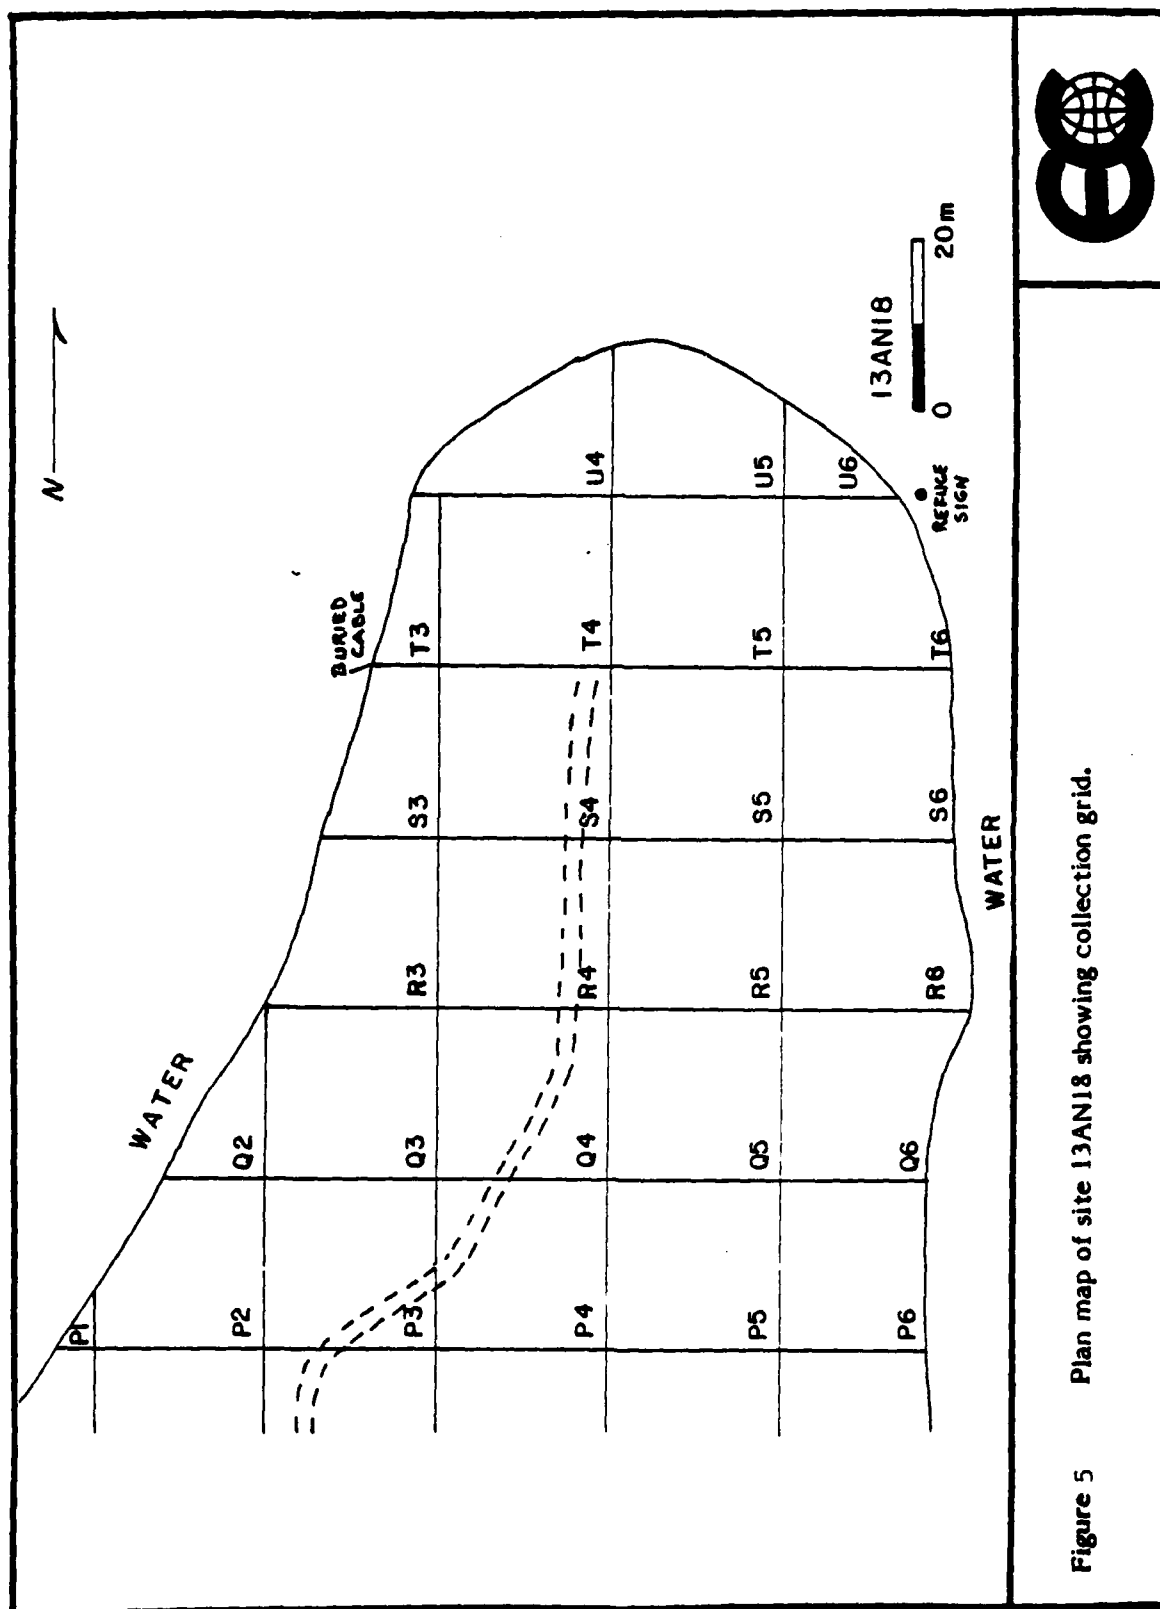 N
WATER
BURIED
CABLE
P1
P2
Q2
P3
Q3
R3
S3
T3
P4
Q4
R4
S4
T4
U4
P5
Q5
R5
S5
T5
U5
P6
Q6
R6
S6
T6
U6
REFUGE
SIGN
13AN18
0
20m
WATER
Figure 5 Plan map of site 13AN18 showing collection grid.